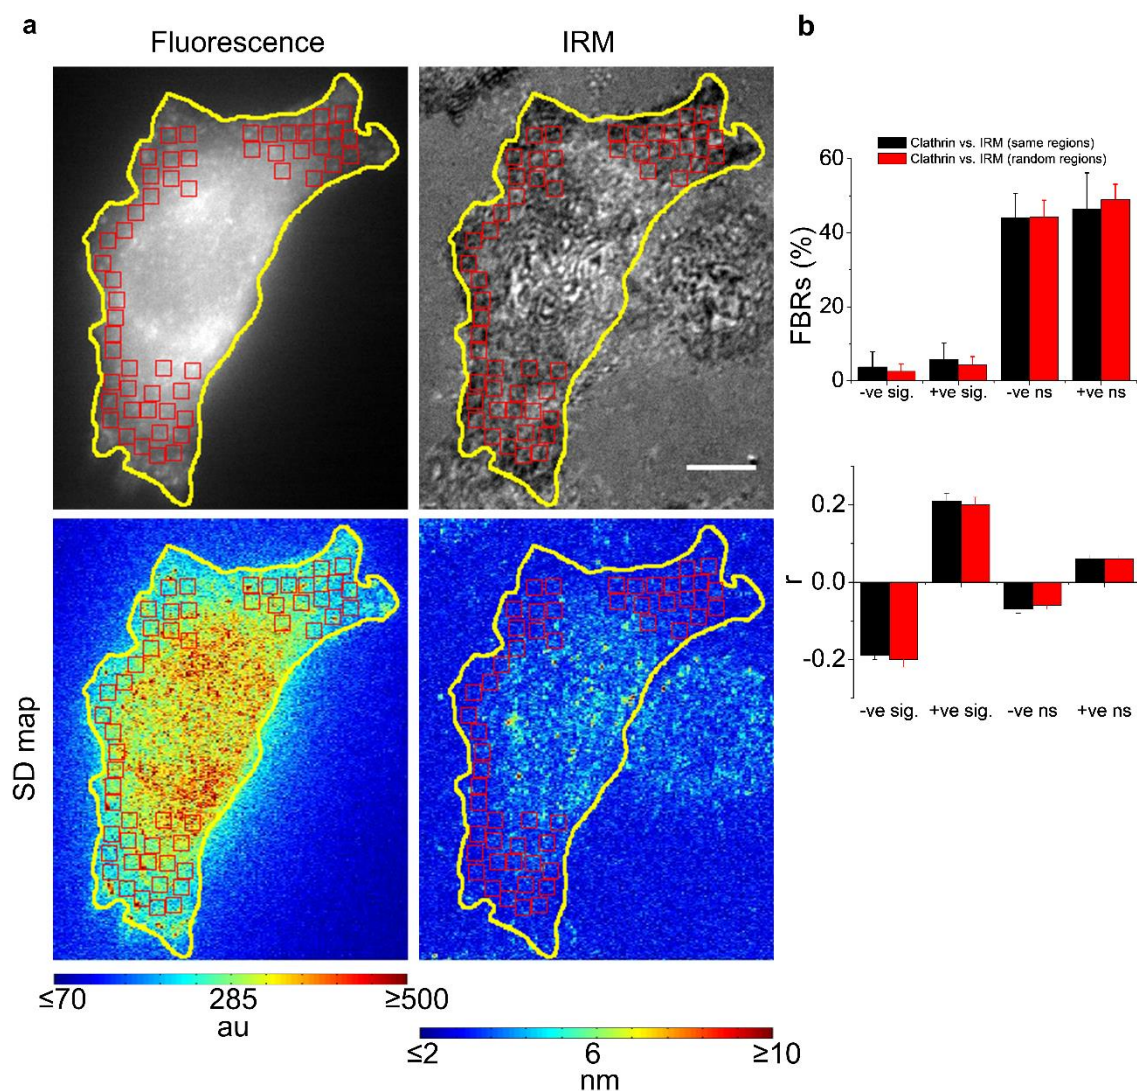 a
Fluorescence
IRM
SD map
≤70
285
≥500
au
≤2
6
≥10
nm
b
Clathrin vs. IRM (same regions)
Clathrin vs. IRM (random regions)
FBRs (%)
60
40
20
0
-ve sig.
+ve sig.
-ve ns
+ve ns
r
0.2
0.0
-0.2
-ve sig.
+ve sig.
-ve ns
+ve ns